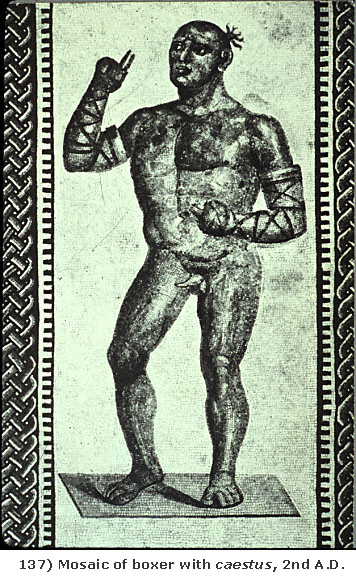 137) Mosaic of boxer with caestus, 2nd A.D.